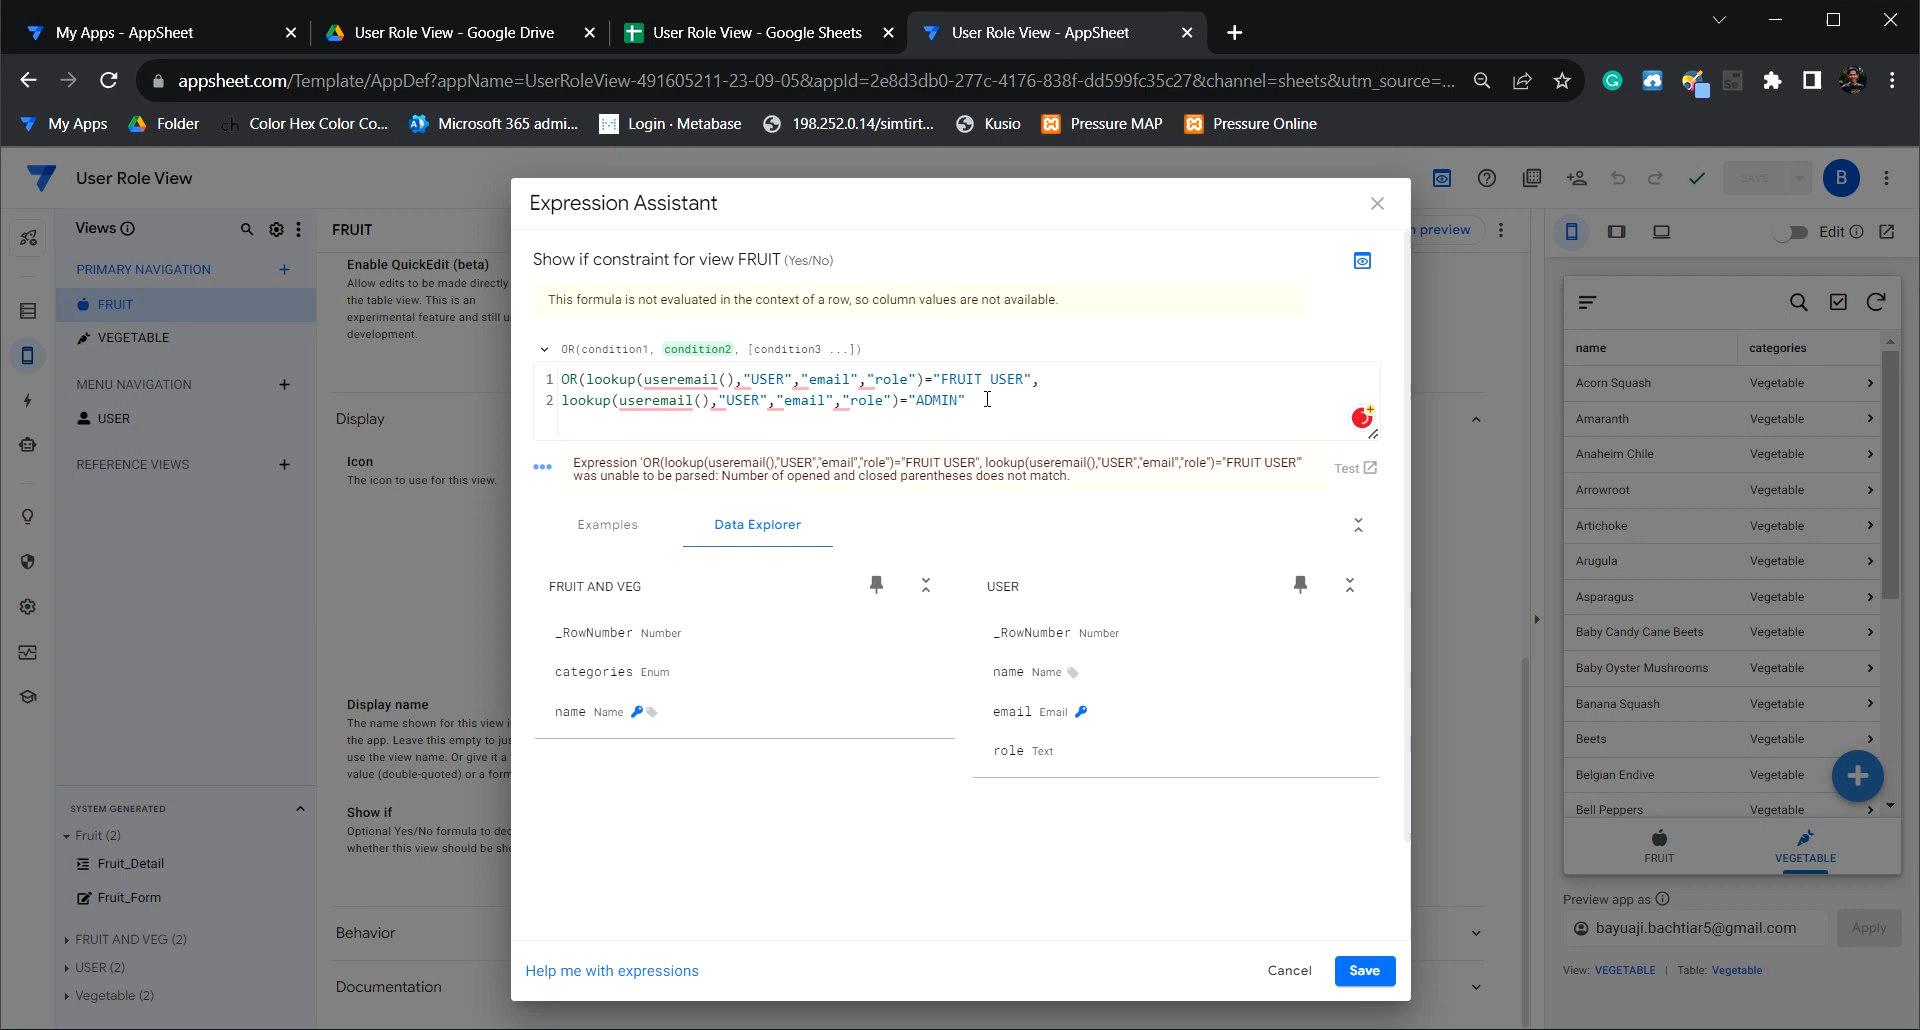 My Apps - AppSheet
User Role View - Google Drive
User Role View - Google Sheets
User Role View - AppSheet
appsheet.com/Template/AppDef?appName=UserRoleView-491605211-23-09-05&appId=2e8d3db0-277c-4176-838f-dd599fc35c27&channel=sheets&utm_source=...
My Apps
Folder
ch Color Hex Color Co...
Microsoft 365 admi...
Login · Metabase
198.252.0.14/simtirt...
Kusio
Pressure MAP
Pressure Online
User Role View
SAVE
B
Views
FRUIT
PRIMARY NAVIGATION
FRUIT
VEGETABLE
MENU NAVIGATION
USER
REFERENCE VIEWS
SYSTEM GENERATED
Fruit (2)
Fruit_Detail
Fruit_Form
FRUIT AND VEG (2)
USER (2)
Vegetable (2)
Enable QuickEdit (beta)
Allow edits to be made directly
the table view. This is an
experimental feature and still u
development.
Display
Icon
The icon to use for this view.
Display name
The name shown for this view i
the app. Leave this empty to jus
use the view name. Or give it a
value (double-quoted) or a form
Show if
Optional Yes/No formula to dec
whether this view should be sh
Behavior
Documentation
Expression Assistant
Show if constraint for view FRUIT (Yes/No)
This formula is not evaluated in the context of a row, so column values are not available.
OR(condition1, condition2, [condition3 ...])
1 OR(lookup(useremail(),"USER","email","role")="FRUIT USER",
2 lookup(useremail(),"USER","email","role")="ADMIN"
Expression 'OR(lookup(useremail(),"USER","email","role")="FRUIT USER", lookup(useremail(),"USER","email","role")="FRUIT USER"'
was unable to be parsed: Number of opened and closed parentheses does not match.
Test
Examples
Data Explorer
FRUIT AND VEG
_RowNumber Number
categories Enum
name Name
USER
_RowNumber Number
name Name
email Email
role Text
Help me with expressions
Cancel
Save
n preview
Edit
name categories
Acorn Squash Vegetable
Amaranth Vegetable
Anaheim Chile Vegetable
Arrowroot Vegetable
Artichoke Vegetable
Arugula Vegetable
Asparagus Vegetable
Baby Candy Cane Beets Vegetable
Baby Oyster Mushrooms Vegetable
Banana Squash Vegetable
Beets Vegetable
Belgian Endive Vegetable
Bell Peppers Vegetable
FRUIT
VEGETABLE
Preview app as
bayuaji.bachtiar5@gmail.com
Apply
View: VEGETABLE | Table: Vegetable